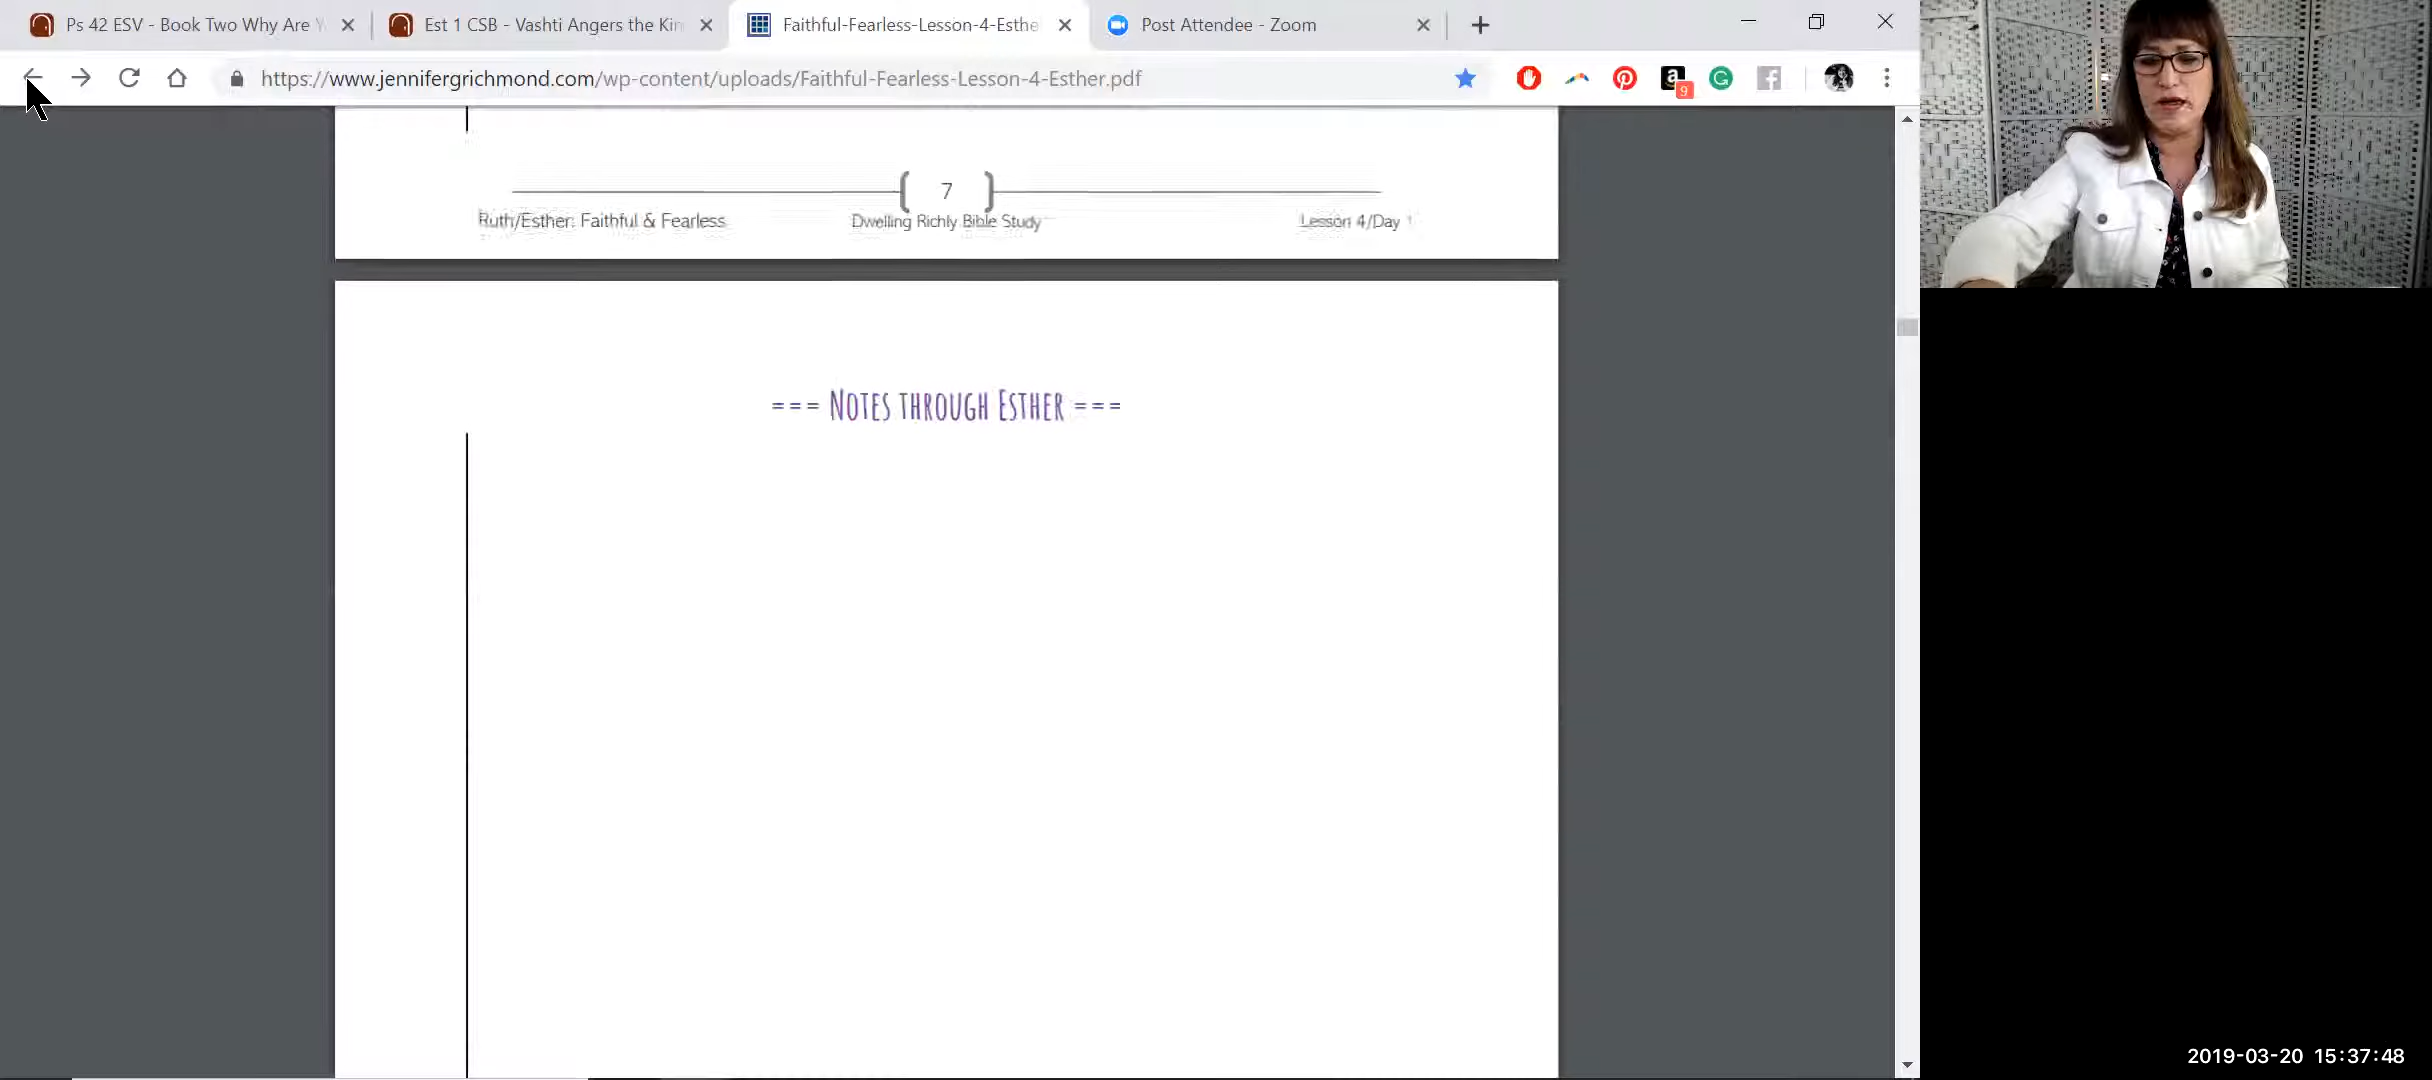 Ps 42 ESV - Book Two Why Are Y
Est 1 CSB - Vashti Angers the Kin
Faithful-Fearless-Lesson-4-Esthe
Post Attendee - Zoom
https://www.jennifergrichmond.com/wp-content/uploads/Faithful-Fearless-Lesson-4-Esther.pdf
9
7
Ruth/Esther: Faithful & Fearless
Dwelling Richly Bible Study
Lesson 4/Day 1
=== Notes through Esther ===
2019-03-20 15:37:48